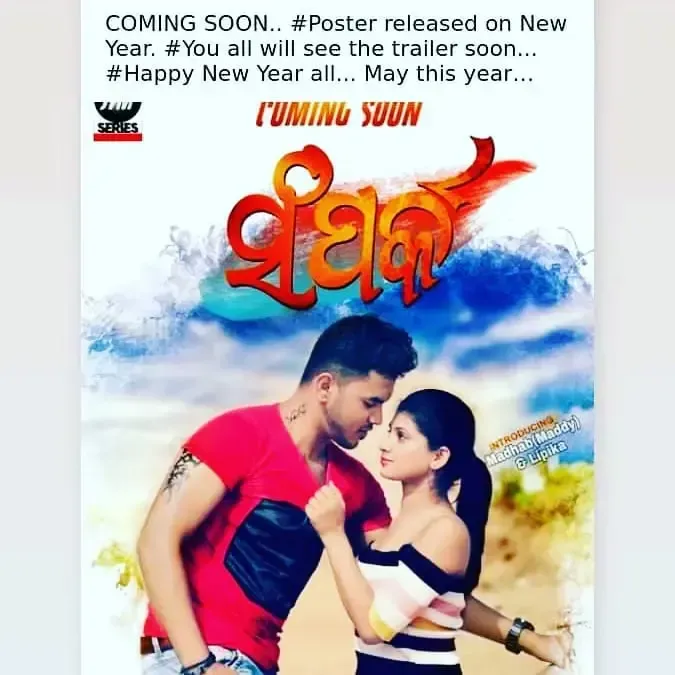 COMING SOON.. #Poster released on New
Year. #You all will see the trailer soon...
#Happy New Year all... May this year...
SERIES
COMING SOON
ସଂପର୍କ
INTRODUCING
Madhab(Maddy)
& Lipika